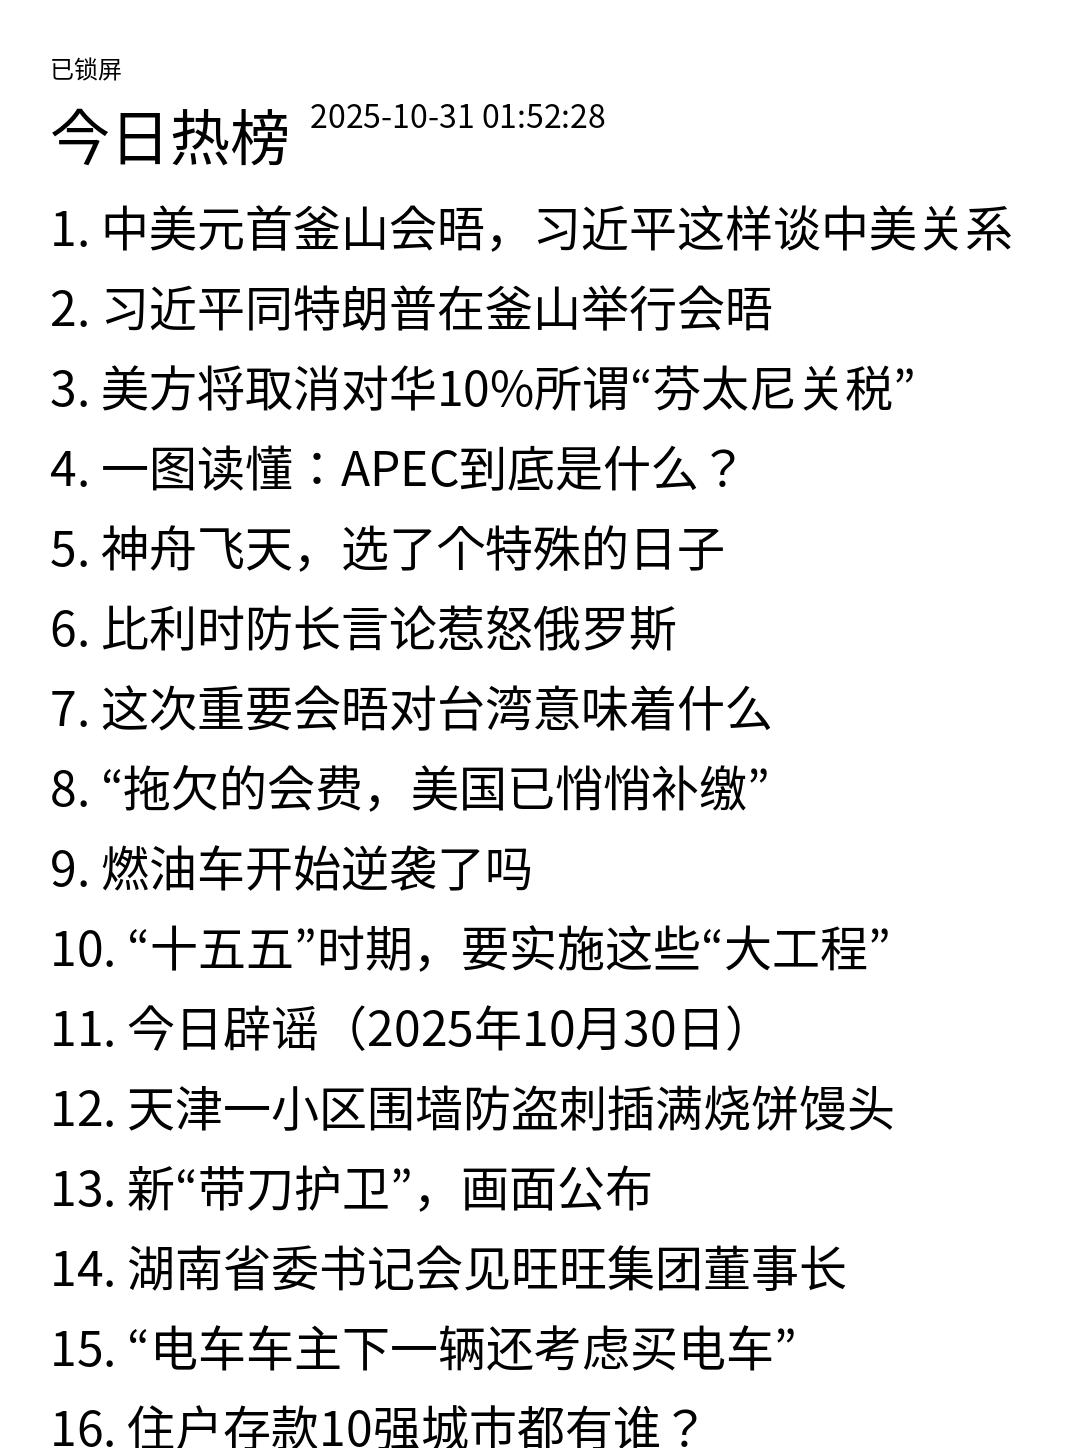 已锁屏
今日热榜 2025-10-31 01:52:28
1. 中美元首釜山会晤，习近平这样谈中美关系
2. 习近平同特朗普在釜山举行会晤
3. 美方将取消对华10%所谓“芬太尼关税”
4. 一图读懂：APEC到底是什么？
5. 神舟飞天，选了个特殊的日子
6. 比利时防长言论惹怒俄罗斯
7. 这次重要会晤对台湾意味着什么
8. “拖欠的会费，美国已悄悄补缴”
9. 燃油车开始逆袭了吗
10. “十五五”时期，要实施这些“大工程”
11. 今日辟谣（2025年10月30日）
12. 天津一小区围墙防盗刺插满烧饼馒头
13. 新“带刀护卫”，画面公布
14. 湖南省委书记会见旺旺集团董事长
15. “电车车主下一辆还考虑买电车”
16. 住户存款10强城市都有谁？